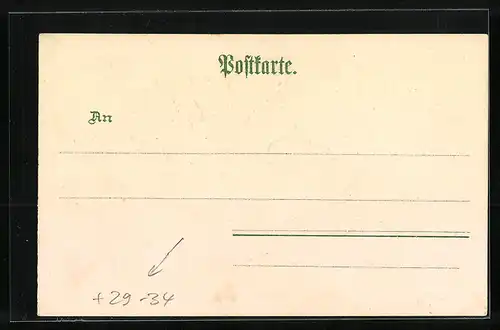 Postkarte.
An
+29-34